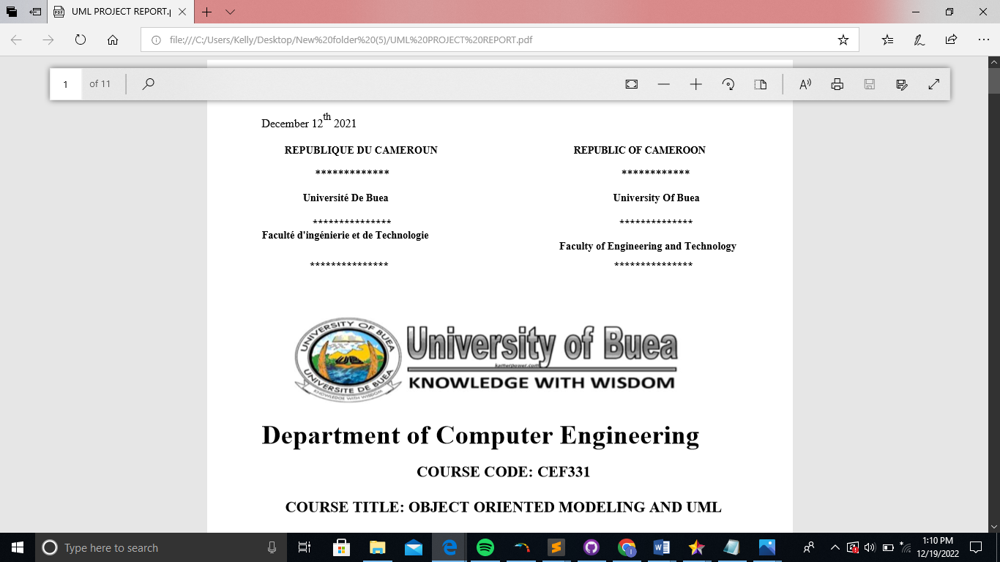 UML PROJECT REPORT.p
file:///C:/Users/Kelly/Desktop/New%20folder%20(5)/UML%20PROJECT%20REPORT.pdf
1 of 11
December 12th 2021
REPUBLIQUE DU CAMEROUN
REPUBLIC OF CAMEROON
*************
************
Université De Buea
University Of Buea
***************
**************
Faculté d'ingénierie et de Technologie
Faculty of Engineering and Technology
***************
***************
UNIVERSITY OF BUEA
UNIVERSITE DE BUEA
KNOWLEDGE WITH WISDOM
University of Buea
kamerpower.com
KNOWLEDGE WITH WISDOM
Department of Computer Engineering
COURSE CODE: CEF331
COURSE TITLE: OBJECT ORIENTED MODELING AND UML
Type here to search
1:10 PM
12/19/2022